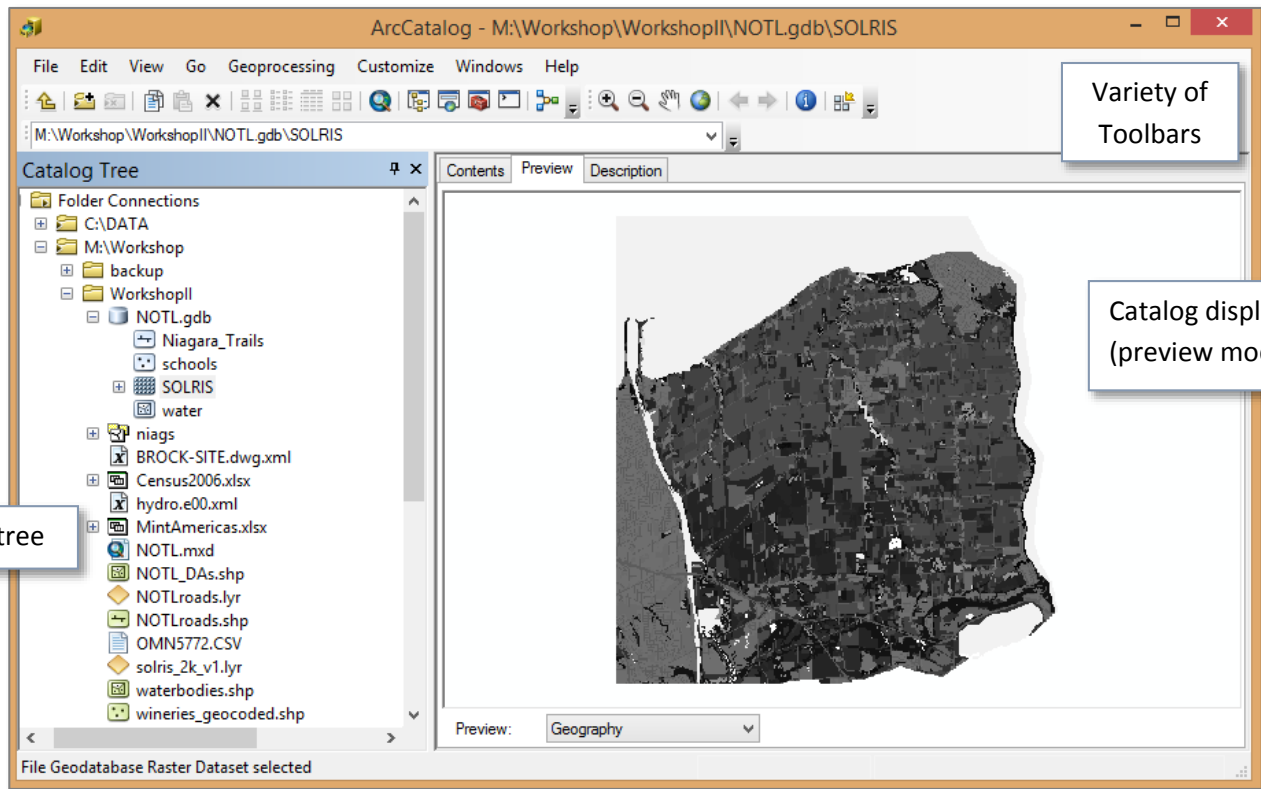 ArcCatalog - M:\Workshop\WorkshopII\NOTL.gdb\SOLRIS
File Edit View Go Geoprocessing Customize Windows Help
Variety of
Toolbars
M:\Workshop\WorkshopII\NOTL.gdb\SOLRIS
Catalog Tree
Contents Preview Description
Folder Connections
C:\DATA
M:\Workshop
backup
WorkshopII
NOTL.gdb
Niagara_Trails
schools
SOLRIS
water
niags
BROCK-SITE.dwg.xml
Census2006.xlsx
hydro.e00.xml
MintAmericas.xlsx
NOTL.mxd
NOTL_DAs.shp
NOTLroads.lyr
NOTLroads.shp
OMN5772.CSV
solris_2k_v1.lyr
waterbodies.shp
wineries_geocoded.shp
tree
Catalog displ
(preview mo
Preview: Geography
File Geodatabase Raster Dataset selected